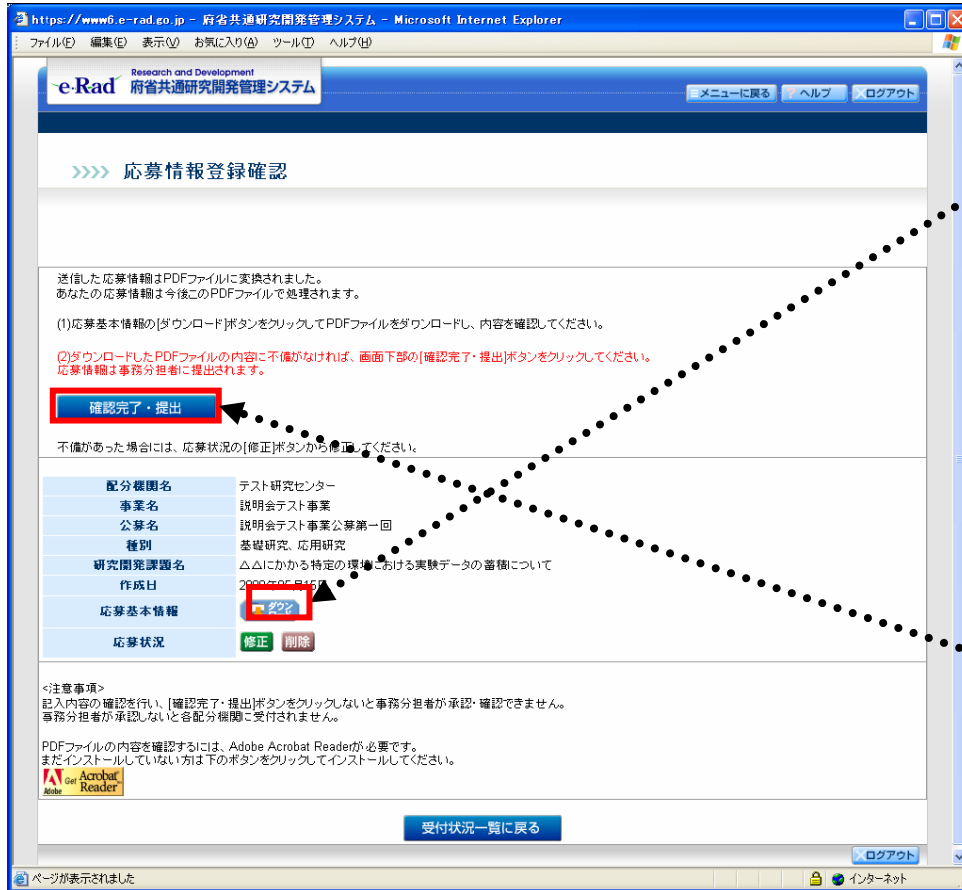 https://www6.e-rad.go.jp - 府省共通研究開発管理システム - Microsoft Internet Explorer
ファイル(F) 編集(E) 表示(V) お気に入り(A) ツール(T) ヘルプ(H)
e-Rad Research and Development
府省共通研究開発管理システム
メニューに戻る ? ヘルプ ログアウト
>>>> 応募情報登録確認
送信した応募情報はPDFファイルに変換されました。
あなたの応募情報は今後このPDFファイルで処理されます。
(1)応募基本情報の[ダウンロード]ボタンをクリックしてPDFファイルをダウンロードし、内容を確認してください。
(2)ダウンロードしたPDFファイルの内容に不備がなければ、画面下部の[確認完了・提出]ボタンをクリックしてください。
応募情報は事務分担者に提出されます。
確認完了・提出
不備があった場合には、応募状況の[修正]ボタンから修正してください。
配分機関名 テスト研究センター
事業名 説明会テスト事業
公募名 説明会テスト事業公募第一回
種別 基礎研究、応用研究
研究開発課題名 △△にかかる特定の環境における実験データの蓄積について
作成日
応募基本情報 ダウン
応募状況 修正 削除
<注意事項>
記入内容の確認を行い、[確認完了・提出]ボタンをクリックしないと事務分担者が承認・確認できません。
事務分担者が承認しないと各配分機関に受付されません。
PDFファイルの内容を確認するには、Adobe Acrobat Readerが必要です。
まだインストールしていない方は下のボタンをクリックしてインストールしてください。
Adobe Get Acrobat Reader
受付状況一覧に戻る
ログアウト
ページが表示されました インターネット